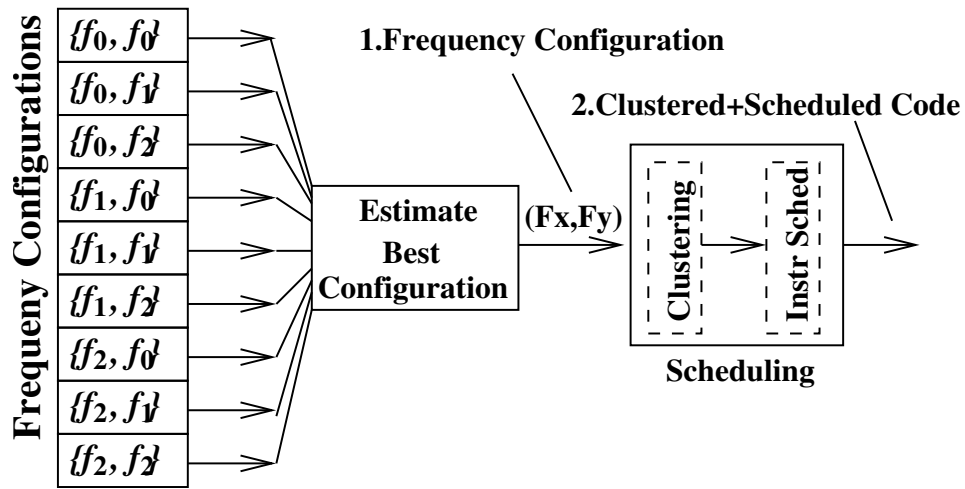 Frequeny Configurations
{f0, f0}
{f0, f1}
{f0, f2}
{f1, f0}
{f1, f1}
{f1, f2}
{f2, f0}
{f2, f1}
{f2, f2}
Estimate
Best
Configuration
1.Frequency Configuration
(Fx,Fy)
2.Clustered+Scheduled Code
Clustering
Instr Sched
Scheduling